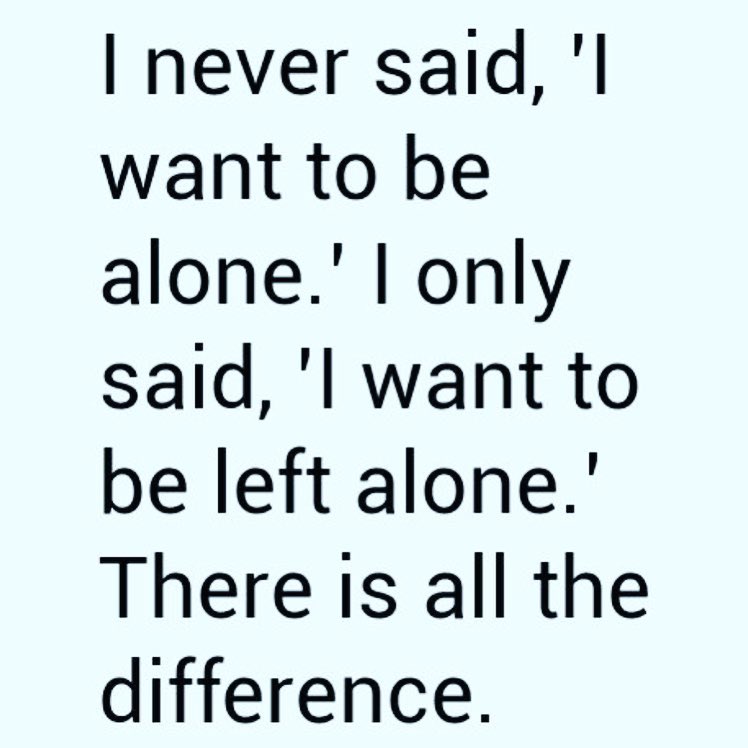 I never said, 'I
want to be
alone.' I only
said, 'I want to
be left alone.'
There is all the
difference.